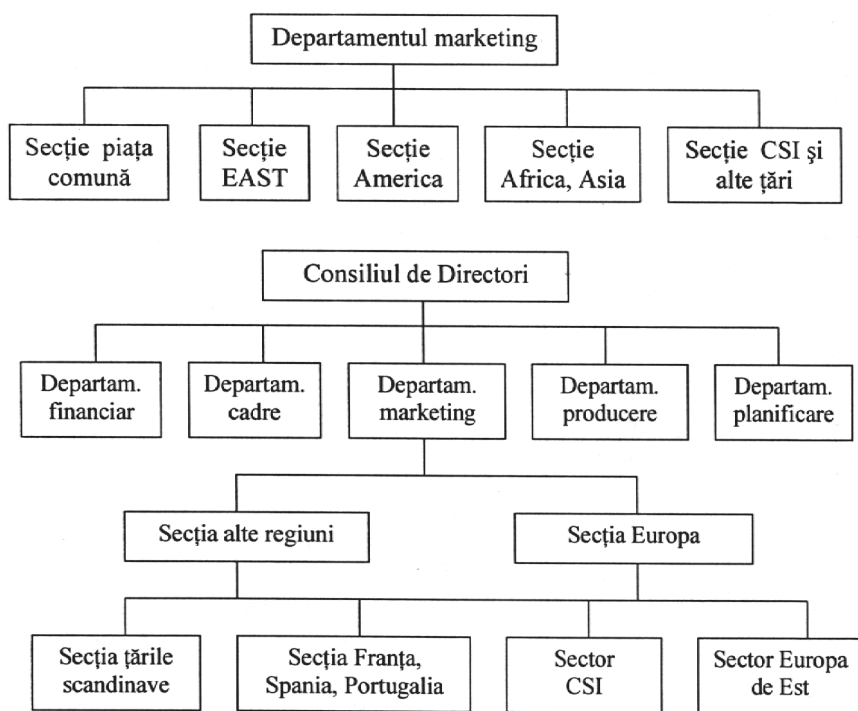 Departamentul marketing
Secție piața
comună
Secție
EAST
Secție
America
Secție
Africa, Asia
Secție CSI şi
alte țări
Consiliul de Directori
Departam.
financiar
Departam.
cadre
Departam.
marketing
Departam.
producere
Departam.
planificare
Secția alte regiuni
Secția Europa
Secția țările
scandinave
Secția Franța,
Spania, Portugalia
Sector
CSI
Sector Europa
de Est